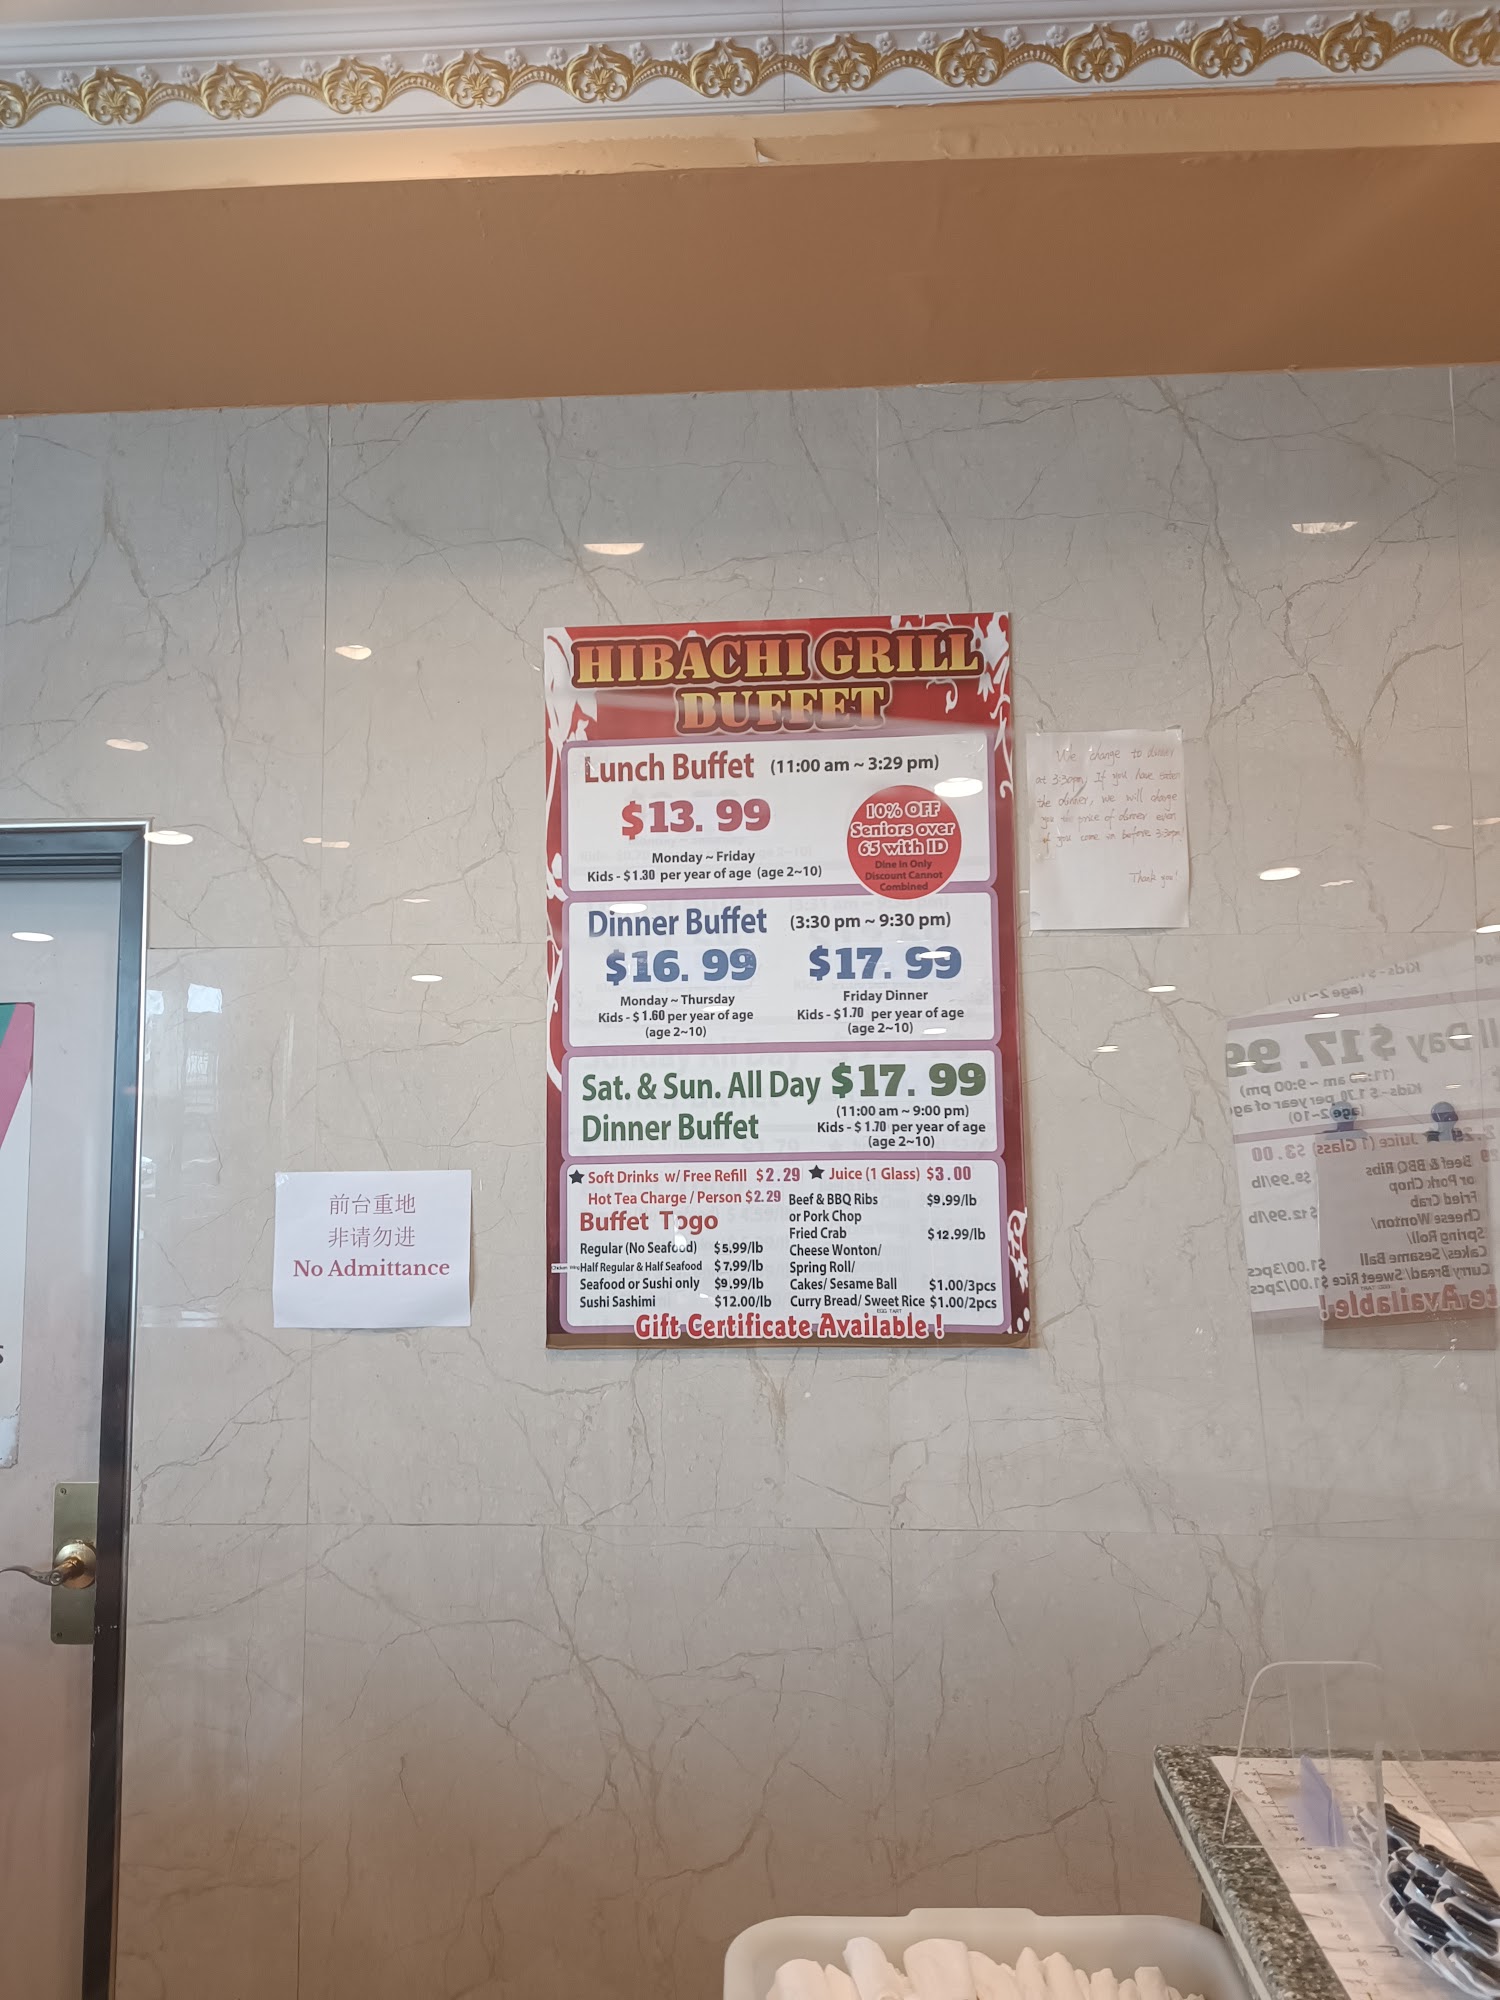 HIBACHI GRILL
BUFFET
Lunch Buffet (11:00 am ~ 3:29 pm)
$13.99
Monday ~ Friday
Kids - $1.30 per year of age (age 2~10)
10% OFF
Seniors over
65 with ID
Dine In Only
Discount Cannot
Combined
Dinner Buffet (3:30 pm ~ 9:30 pm)
$16.99
Monday ~ Thursday
Kids - $1.60 per year of age
(age 2~10)
$17.99
Friday Dinner
Kids - $1.70 per year of age
(age 2~10)
Sat. & Sun. All Day $17.99
Dinner Buffet
(11:00 am ~ 9:00 pm)
Kids - $1.70 per year of age
(age 2~10)
★ Soft Drinks w/ Free Refill $2.29 ★ Juice (1 Glass) $3.00
Hot Tea Charge / Person $2.29
Buffet Togo
Regular (No Seafood) $5.99/lb
Half Regular & Half Seafood $7.99/lb
Seafood or Sushi only $9.99/lb
Sushi Sashimi $12.00/lb
Beef & BBQ Ribs $9.99/lb
or Pork Chop
Fried Crab $12.99/lb
Cheese Wonton/
Spring Roll/
Cakes/ Sesame Ball $1.00/3pcs
Curry Bread/ Sweet Rice $1.00/2pcs
EGG TART
Gift Certificate Available !
We change to dinner
at 3:30pm, If you have eaten
the dinner, we will charge
you the price of dinner even
if you come in before 3:30pm!
Thank you!
前台重地
非请勿进
No Admittance